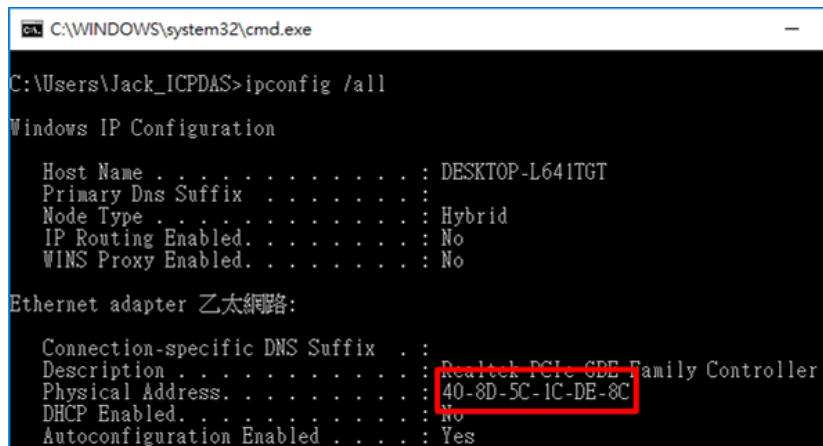 C:\WINDOWS\system32\cmd.exe
C:\Users\Jack_ICPDAS>ipconfig /all
Windows IP Configuration
Host Name . . . . . . . . . . . . : DESKTOP-L641TGT
Primary Dns Suffix  . . . . . . . :
Node Type . . . . . . . . . . . . : Hybrid
IP Routing Enabled. . . . . . . . : No
WINS Proxy Enabled. . . . . . . . : No
Ethernet adapter 乙太網路:
Connection-specific DNS Suffix  . :
Description . . . . . . . . . . . : Realtek PCIe GBE Family Controller
Physical Address. . . . . . . . . : 40-8D-5C-1C-DE-8C
DHCP Enabled. . . . . . . . . . . : No
Autoconfiguration Enabled . . . . : Yes